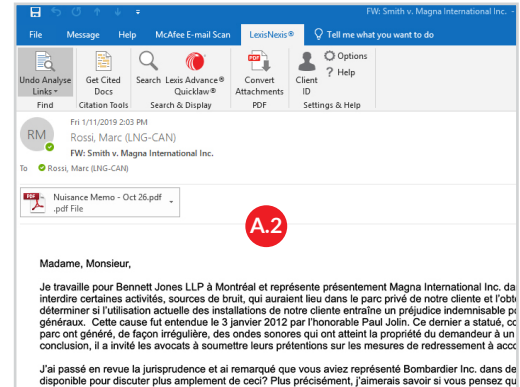 FW: Smith v. Magna International Inc. -
File Message Help McAfee E-mail Scan LexisNexis® Tell me what you want to do
Undo Analyse Links
Get Cited Docs
Search
Lexis Advance® Quicklaw®
Convert Attachments
Client ID
Options
? Help
Find Citation Tools Search & Display PDF Settings & Help
Fri 1/11/2019 2:03 PM
RM
Rossi, Marc (LNG-CAN)
FW: Smith v. Magna International Inc.
To Rossi, Marc (LNG-CAN)
PDF
Nuisance Memo - Oct 26.pdf
.pdf File
A.2
Madame, Monsieur,
Je travaille pour Bennett Jones LLP à Montréal et représente présentement Magna International Inc. da
interdire certaines activités, sources de bruit, qui auraient lieu dans le parc privé de notre cliente et l'obt
déterminer si l'utilisation actuelle des installations de notre cliente entraîne un préjudice indemnisable p
généraux. Cette cause fut entendue le 3 janvier 2012 par l'honorable Paul Jolin. Ce dernier a statué, co
parc ont généré, de façon irrégulière, des ondes sonores qui ont atteint la propriété du demandeur à un
conclusion, il a invité les avocats à soumettre leurs prétentions sur les mesures de redressement à acco
J'ai passé en revue la jurisprudence et ai remarqué que vous aviez représenté Bombardier Inc. dans de
disponible pour discuter plus amplement de ceci? Plus précisément, j'aimerais savoir si vous pensez qu